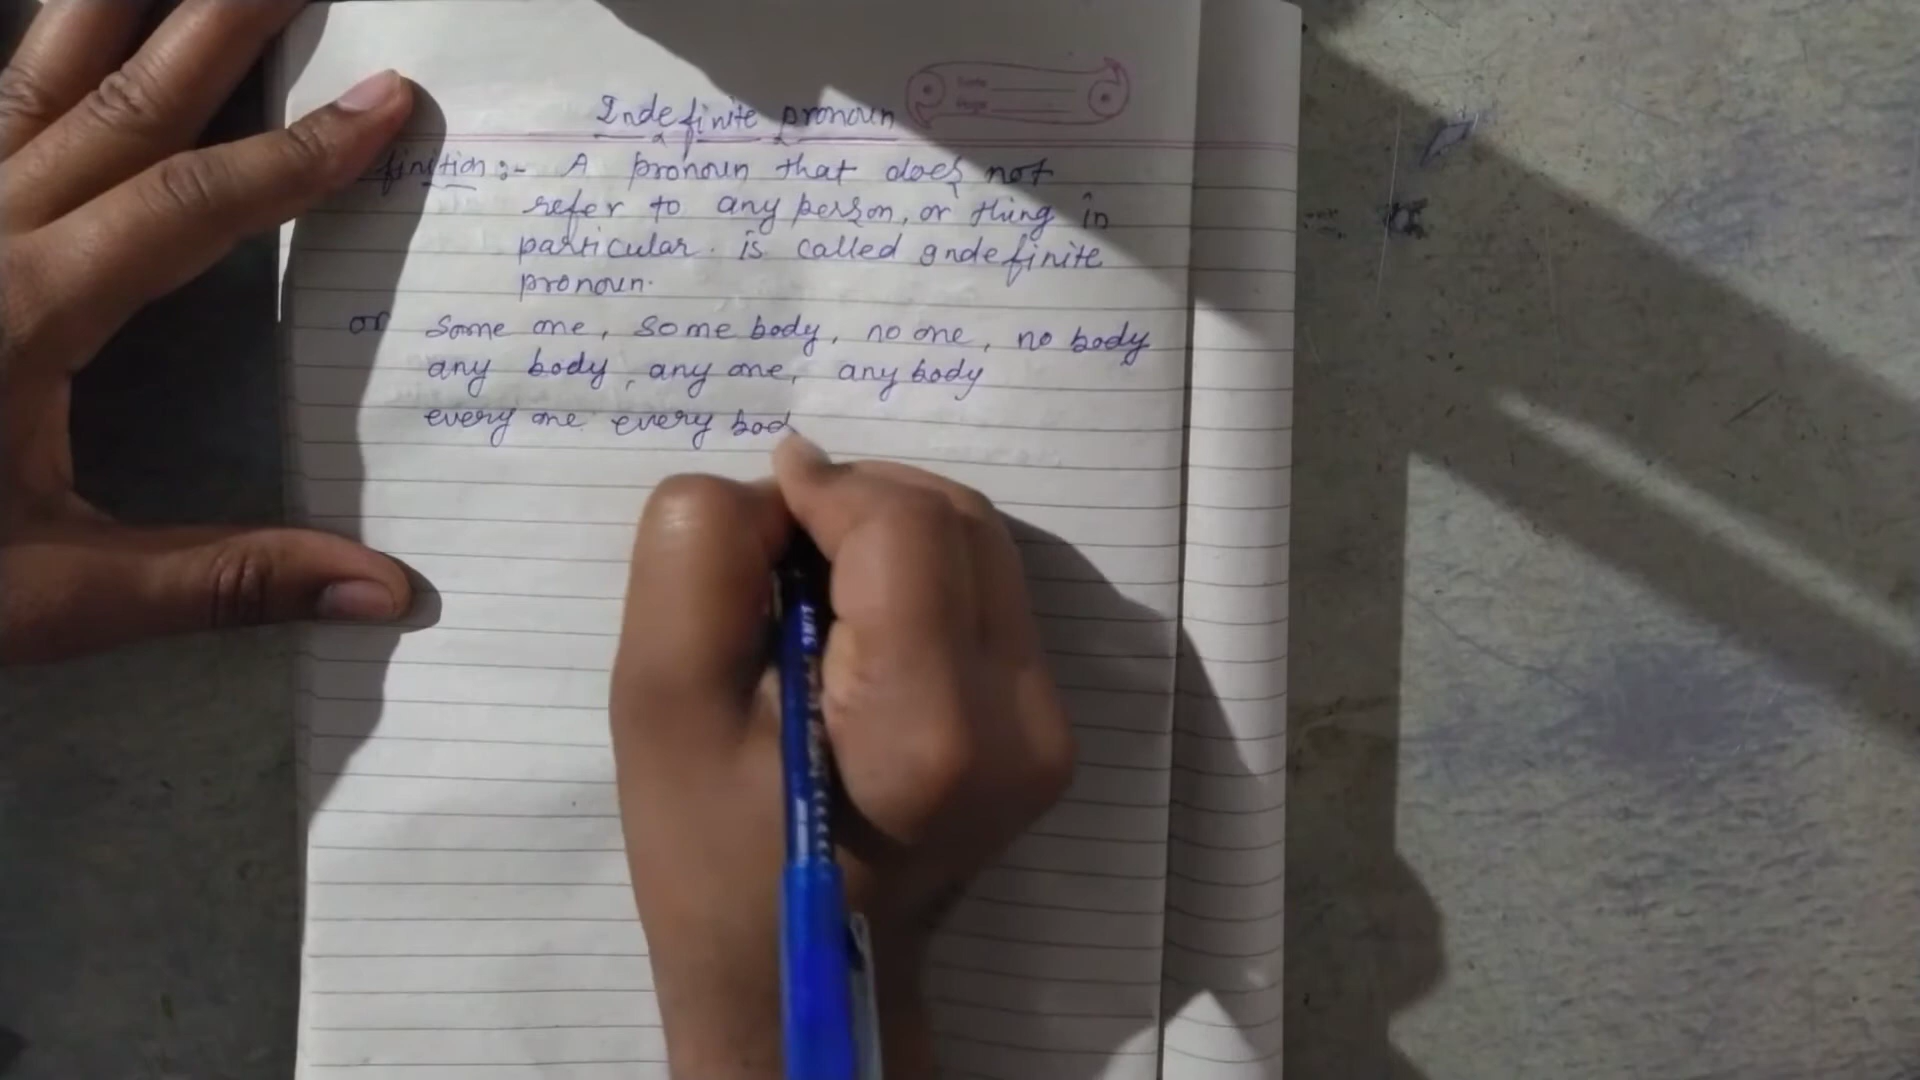 Indefinite pronoun
Date
Page
finition :- A pronoun that does not
refer to any person, or thing in
particular. is called Indefinite
pronoun.
or some one, some body, no one, no body
any body, any one, any body
every one every bod